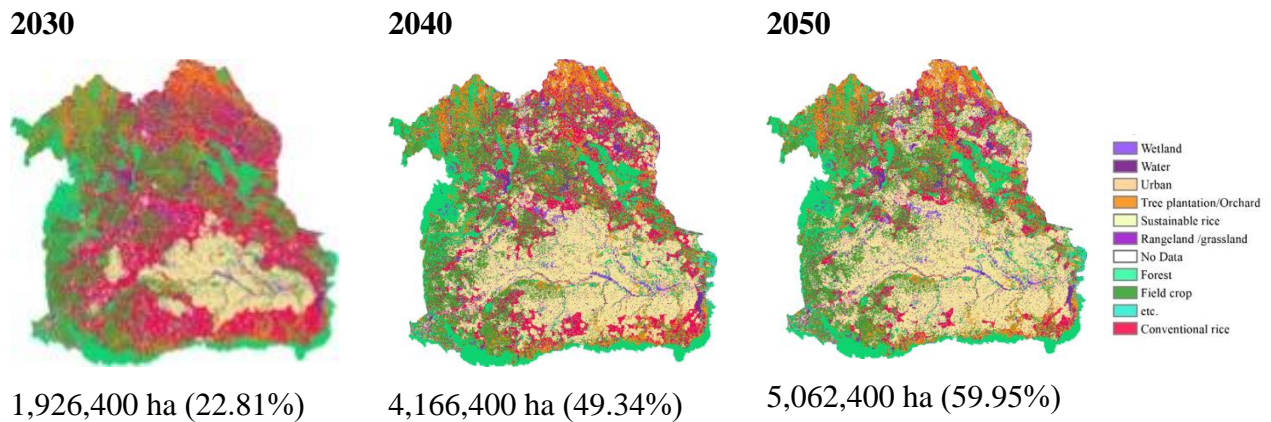 2030
2040
2050
Wetland
Water
Urban
Tree plantation/Orchard
Sustainable rice
Rangeland /grassland
No Data
Forest
Field crop
etc.
Conventional rice
1,926,400 ha (22.81%)
4,166,400 ha (49.34%)
5,062,400 ha (59.95%)